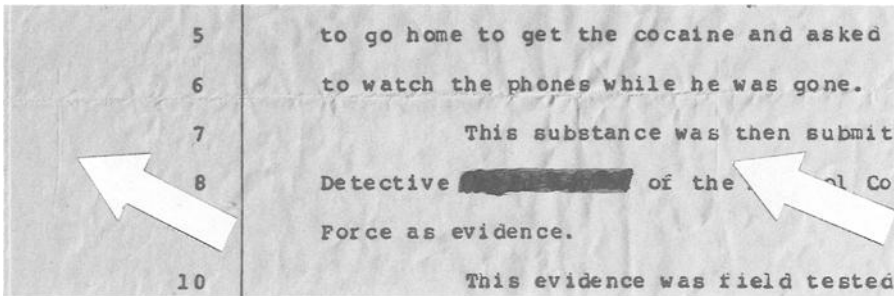 5 to go home to get the cocaine and asked
6 to watch the phones while he was gone.
7 This substance was then submit
8 Detective of the Co
Force as evidence.
10 This evidence was field tested